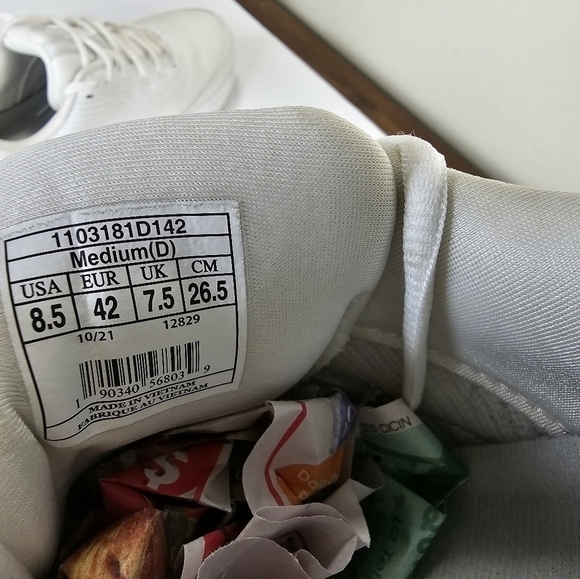 1103181D142
Medium(D)
USA EUR UK CM
8.5 42 7.5 26.5
10/21 12829
1 90340 56803 9
MADE IN VIETNAM
FABRIQUE AU VIETNAM